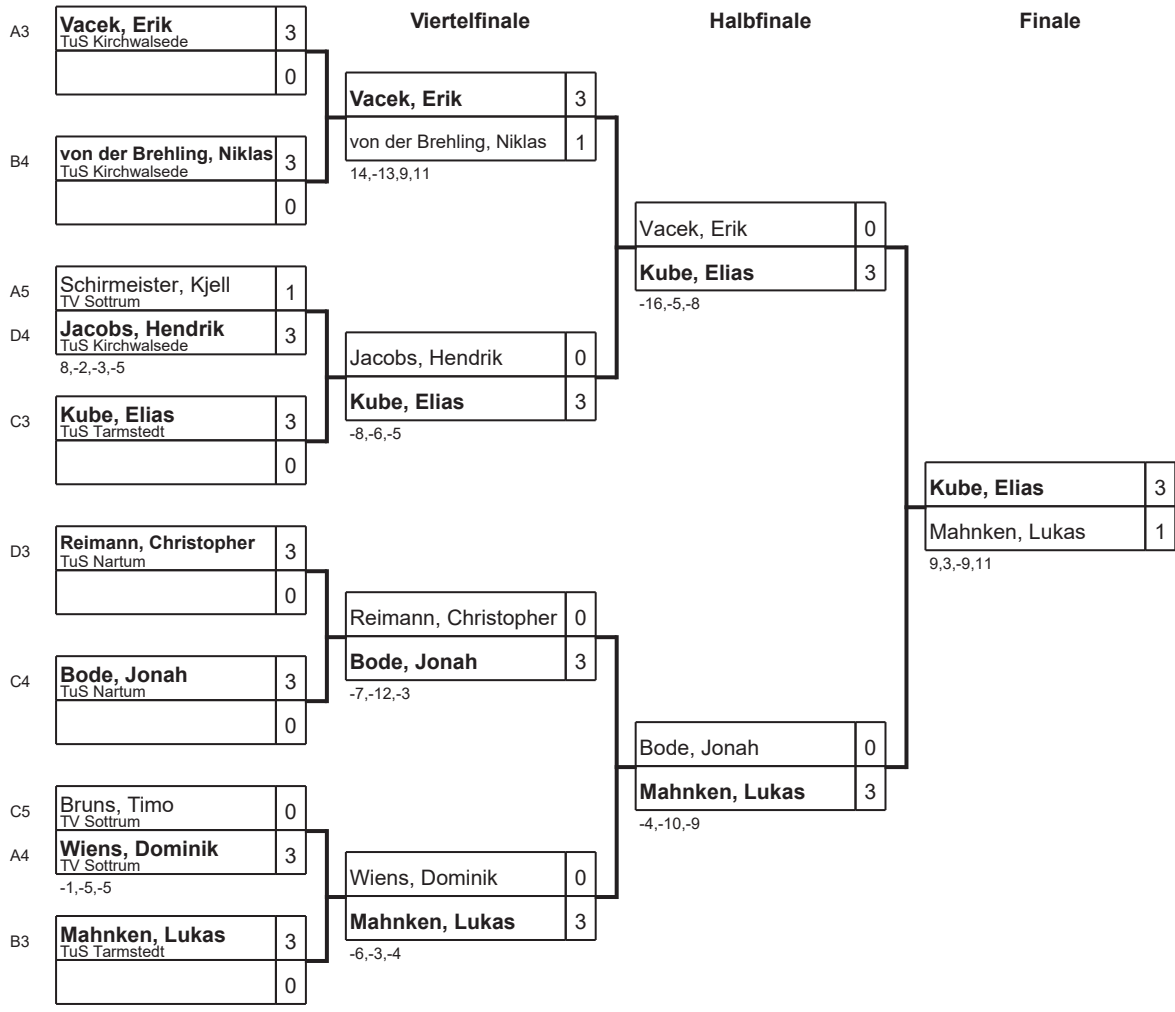 Viertelfinale
Halbfinale
Finale
A3
Vacek, Erik
3
TuS Kirchwalsede
0
B4
von der Brehling, Niklas
3
TuS Kirchwalsede
0
A5
Schirmeister, Kjell
1
TV Sottrum
D4
Jacobs, Hendrik
3
TuS Kirchwalsede
8,-2,-3,-5
C3
Kube, Elias
3
TuS Tarmstedt
0
D3
Reimann, Christopher
3
TuS Nartum
0
C4
Bode, Jonah
3
TuS Nartum
0
C5
Bruns, Timo
0
TV Sottrum
A4
Wiens, Dominik
3
TV Sottrum
-1,-5,-5
B3
Mahnken, Lukas
3
TuS Tarmstedt
0
Vacek, Erik
3
von der Brehling, Niklas
1
14,-13,9,11
Jacobs, Hendrik
0
Kube, Elias
3
-8,-6,-5
Reimann, Christopher
0
Bode, Jonah
3
-7,-12,-3
Wiens, Dominik
0
Mahnken, Lukas
3
-6,-3,-4
Vacek, Erik
0
Kube, Elias
3
-16,-5,-8
Bode, Jonah
0
Mahnken, Lukas
3
-4,-10,-9
Kube, Elias
3
Mahnken, Lukas
1
9,3,-9,11